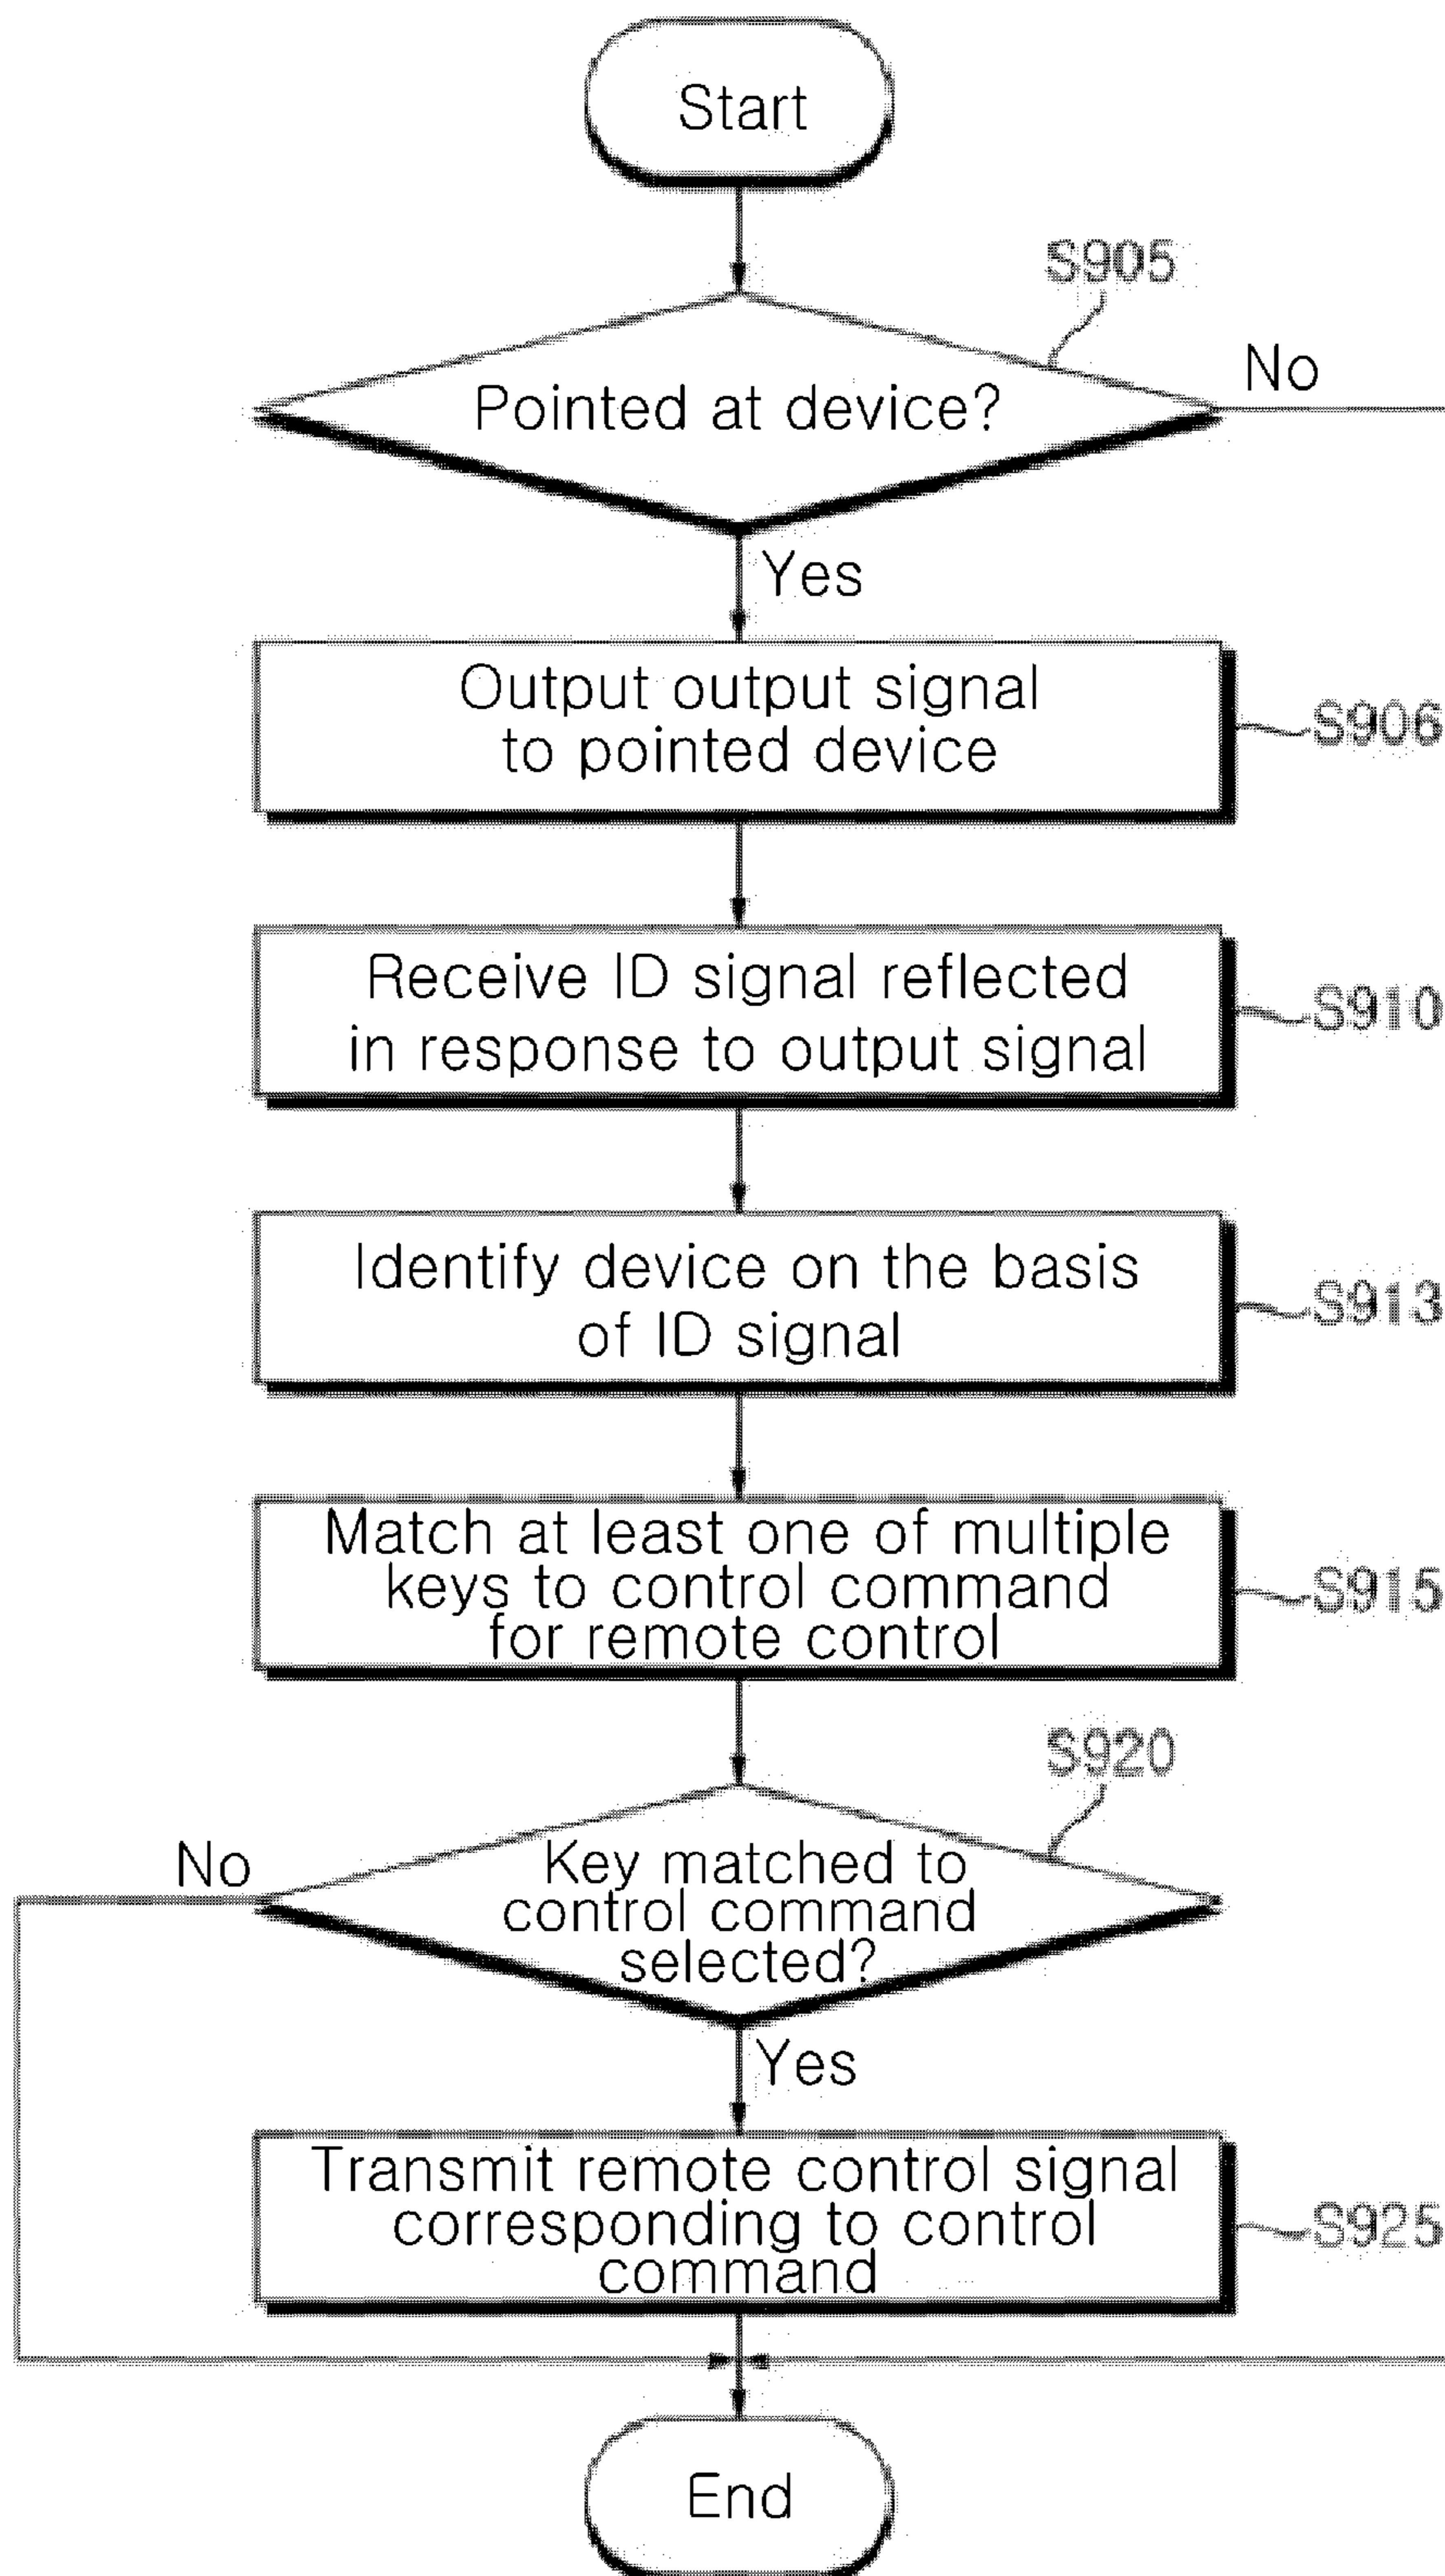 Start
S905
Pointed at device?
No
Yes
Output output signal
to pointed device
S906
Receive ID signal reflected
in response to output signal
S910
Identify device on the basis
of ID signal
S913
Match at least one of multiple
keys to control command
for remote control
S915
S920
No
Key matched to
control command
selected?
Yes
Transmit remote control signal
corresponding to control
command
S925
End